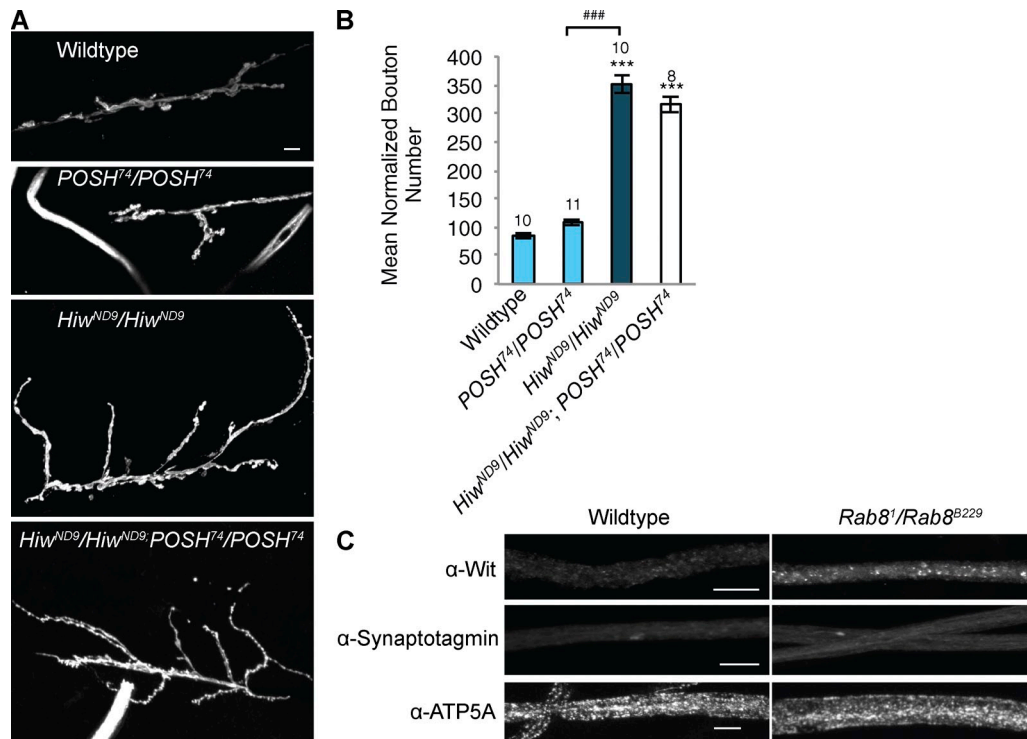 A
Wildtype
POSH⁷⁴/POSH⁷⁴
Hiwᴺᴰ⁹/Hiwᴺᴰ⁹
Hiwᴺᴰ⁹/Hiwᴺᴰ⁹;POSH⁷⁴/POSH⁷⁴
B
###
Mean Normalized Bouton
Number
400
350
300
250
200
150
100
50
0
10
11
10
***
8
***
Wildtype
POSH⁷⁴/POSH⁷⁴
Hiwᴺᴰ⁹/Hiwᴺᴰ⁹
Hiwᴺᴰ⁹/Hiwᴺᴰ⁹; POSH⁷⁴/POSH⁷⁴
C
Wildtype
Rab8¹/Rab8ᴮ²²⁹
α-Wit
α-Synaptotagmin
α-ATP5A